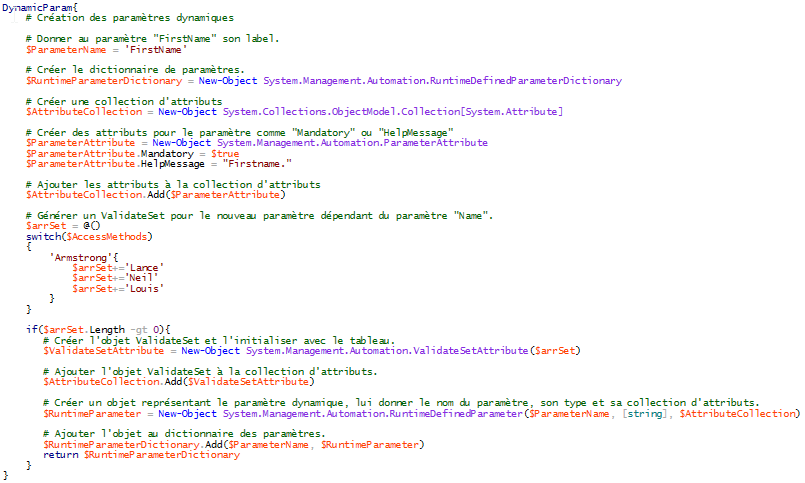 DynamicParam{
# Création des paramètres dynamiques
# Donner au paramètre "FirstName" son label.
$ParameterName = 'FirstName'
# Créer le dictionnaire de paramètres.
$RuntimeParameterDictionary = New-Object System.Management.Automation.RuntimeDefinedParameterDictionary
# Créer une collection d'attributs
$AttributeCollection = New-Object System.Collections.ObjectModel.Collection[System.Attribute]
# Créer des attributs pour le paramètre comme "Mandatory" ou "HelpMessage"
$ParameterAttribute = New-Object System.Management.Automation.ParameterAttribute
$ParameterAttribute.Mandatory = $true
$ParameterAttribute.HelpMessage = "Firstname."
# Ajouter les attributs à la collection d'attributs
$AttributeCollection.Add($ParameterAttribute)
# Générer un ValidateSet pour le nouveau paramètre dépendant du paramètre "Name".
$arrSet = @()
switch($AccessMethods)
{
'Armstrong'{
$arrSet+='Lance'
$arrSet+='Neil'
$arrSet+='Louis'
}
}
if($arrSet.Length -gt 0){
# Créer l'objet ValidateSet et l'initialiser avec le tableau.
$ValidateSetAttribute = New-Object System.Management.Automation.ValidateSetAttribute($arrSet)
# Ajouter l'objet ValidateSet à la collection d'attributs.
$AttributeCollection.Add($ValidateSetAttribute)
# Créer un objet représentant le paramètre dynamique, lui donner le nom du paramètre, son type et sa collection d'attributs.
$RuntimeParameter = New-Object System.Management.Automation.RuntimeDefinedParameter($ParameterName, [string], $AttributeCollection)
# Ajouter l'objet au dictionnaire des paramètres.
$RuntimeParameterDictionary.Add($ParameterName, $RuntimeParameter)
return $RuntimeParameterDictionary
}
}